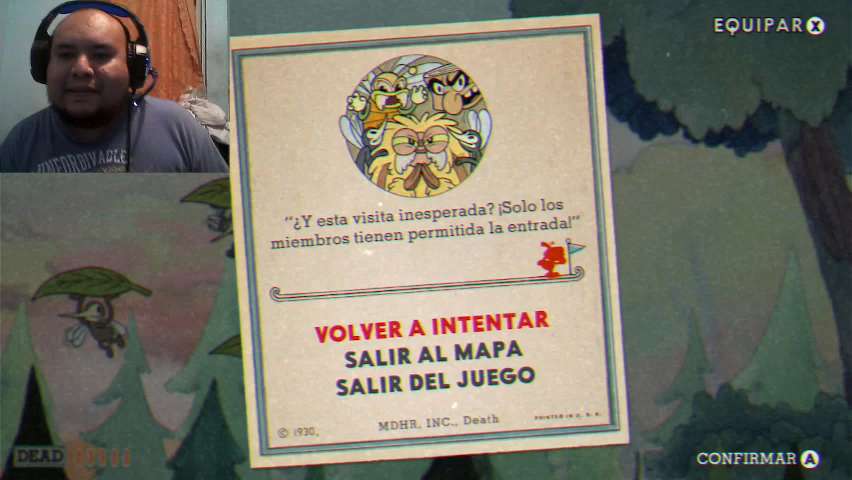 EQUIPAR X
UNFORGIVABLE
“¿Y esta visita inesperada? ¡Solo los
miembros tienen permitida la entrada!”
VOLVER A INTENTAR
SALIR AL MAPA
SALIR DEL JUEGO
© 1930, MDHR, INC., Death PRINTED IN U. S. A.
DEAD
CONFIRMAR A